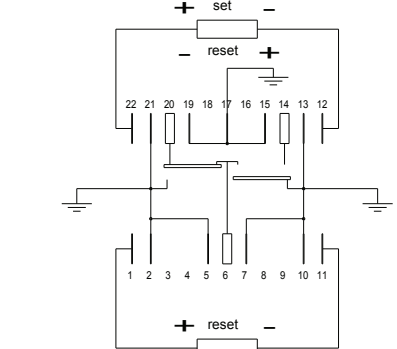 + set −
− reset +
22 21 20 19 18 17 16 15 14 13 12
1 2 3 4 5 6 7 8 9 10 11
+ reset −